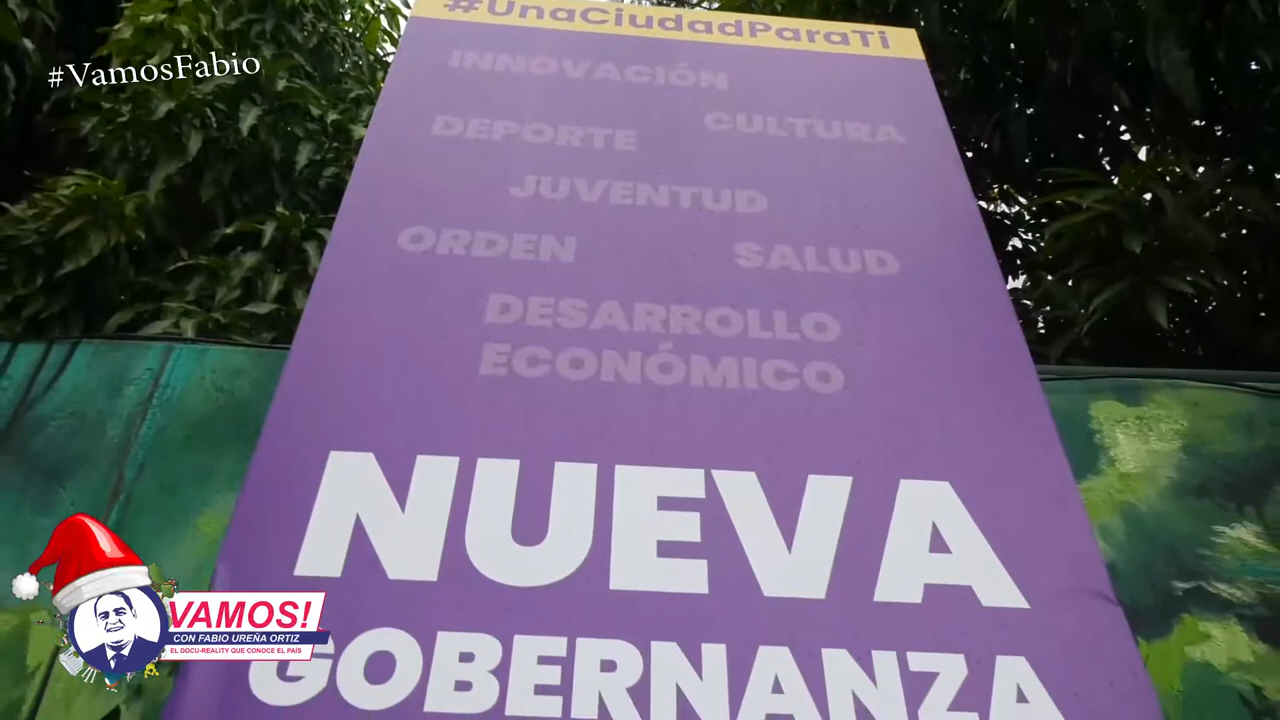 #UnaCiudadParaTi
#VamosFabio
INNOVACIÓN
DEPORTE CULTURA
JUVENTUD
ORDEN SALUD
DESARROLLO
ECONÓMICO
NUEVA
GOBERNANZA
VAMOS!
CON FABIO UREÑA ORTIZ
EL DOCU-REALITY QUE CONOCE EL PAÍS